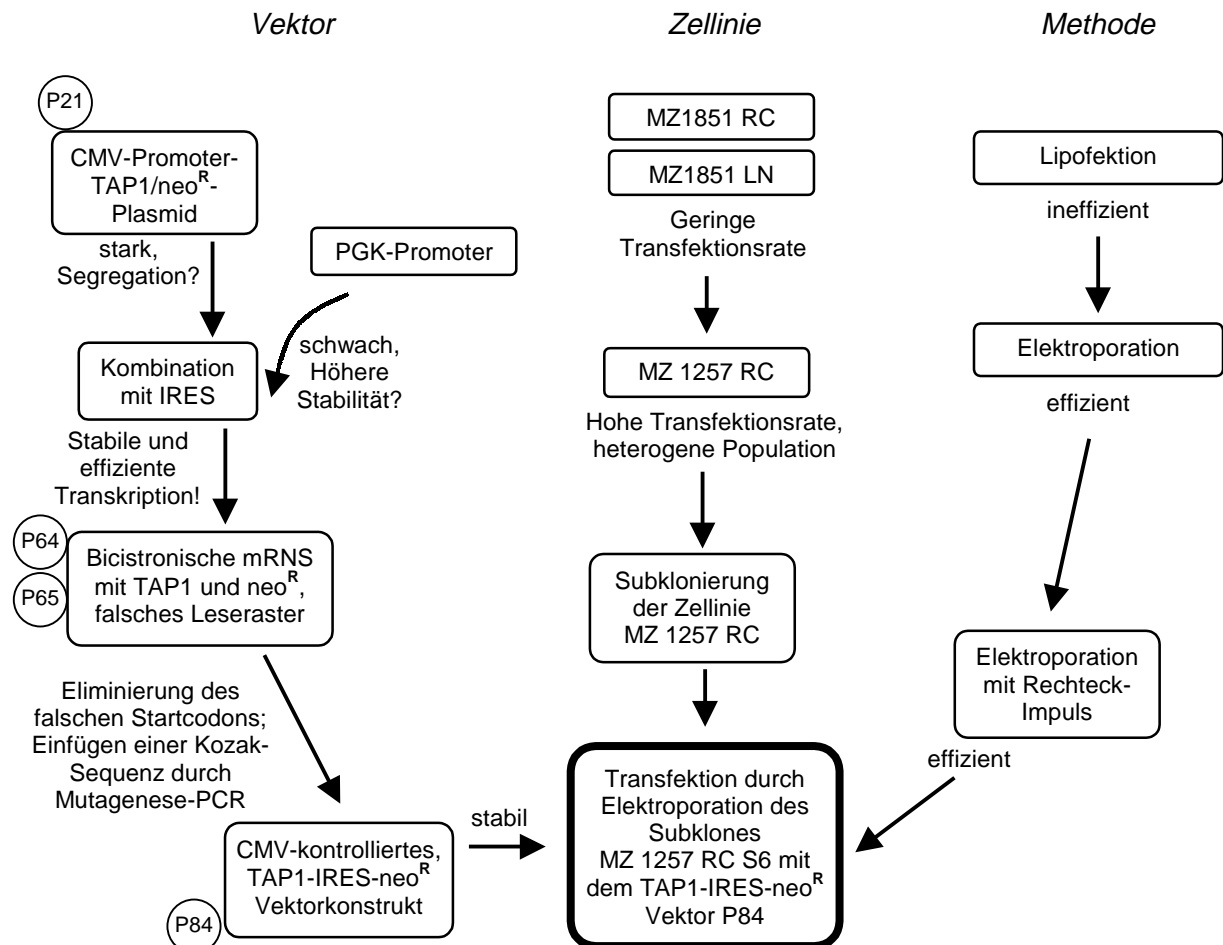 Vektor
Zellinie
Methode
P21
CMV-Promoter-
TAP1/neoR-
Plasmid
stark,
Segregation?
PGK-Promoter
Kombination
mit IRES
schwach,
Höhere
Stabilität?
Stabile und
effiziente
Transkription!
P64
P65
Bicistronische mRNS
mit TAP1 und neoR,
falsches Leseraster
Eliminierung des
falschen Startcodons;
Einfügen einer Kozak-
Sequenz durch
Mutagenese-PCR
CMV-kontrolliertes,
TAP1-IRES-neoR
Vektorkonstrukt
P84
stabil
MZ1851 RC
MZ1851 LN
Geringe
Transfektionsrate
MZ 1257 RC
Hohe Transfektionsrate,
heterogene Population
Subklonierung
der Zellinie
MZ 1257 RC
Transfektion durch
Elektroporation des
Subklones
MZ 1257 RC S6 mit
dem TAP1-IRES-neoR
Vektor P84
Lipofektion
ineffizient
Elektroporation
effizient
Elektroporation
mit Rechteck-
Impuls
effizient